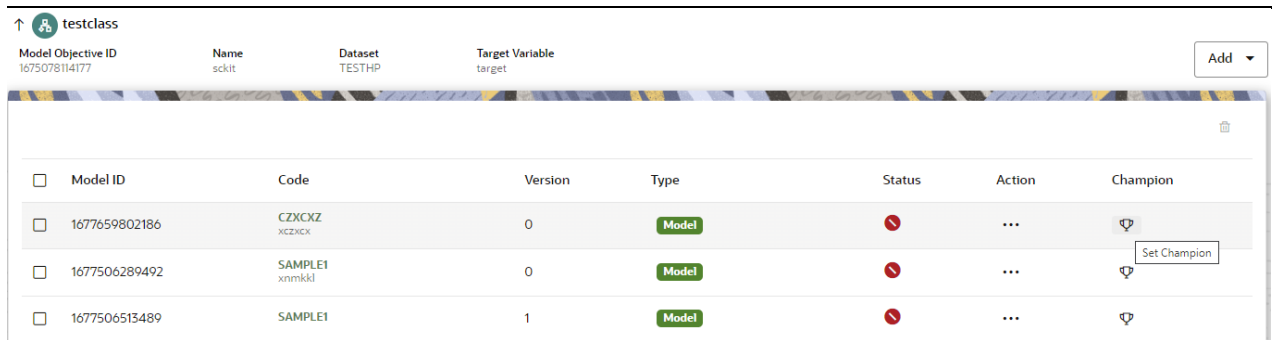 testclass
Model Objective ID Name Dataset Target Variable
1675078114177 sckit TESTHP target
Add
Model ID Code Version Type Status Action Champion
1677659802186 CZXCXZ 0 Model
xczxcx
Set Champion
1677506289492 SAMPLE1 0 Model
xnmkkl
1677506513489 SAMPLE1 1 Model